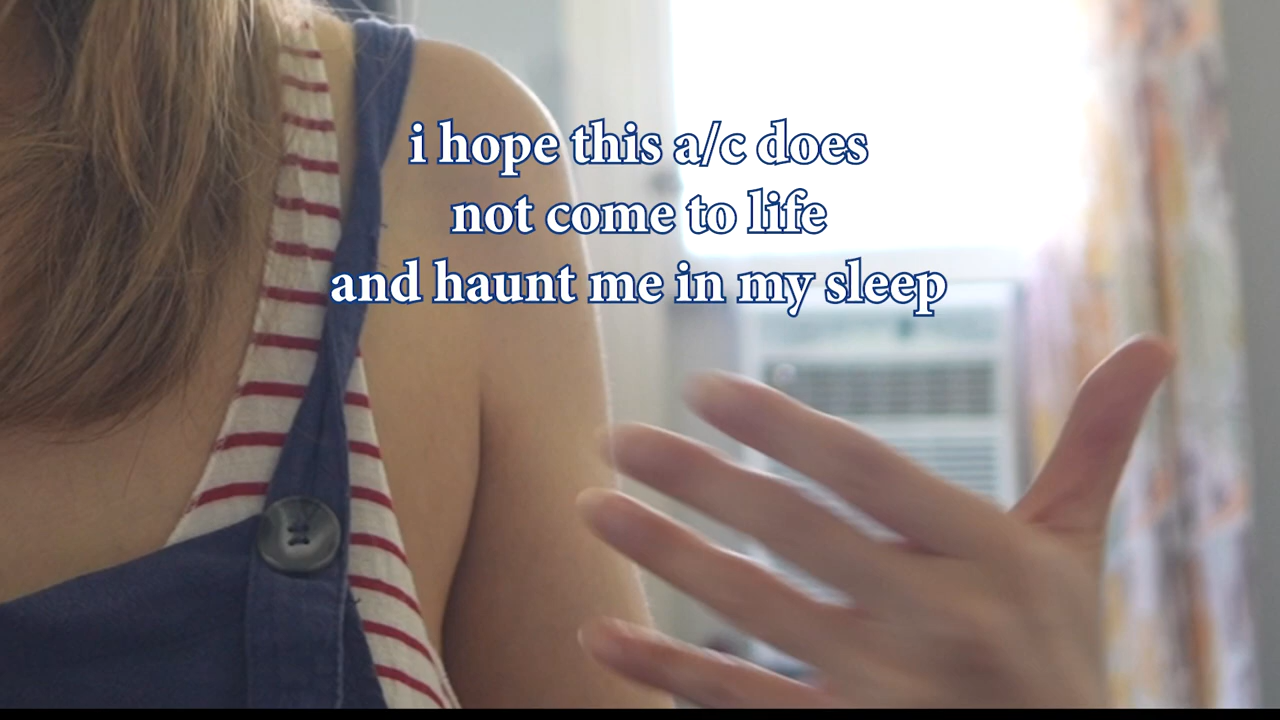 i hope this a/c does
not come to life
and haunt me in my sleep